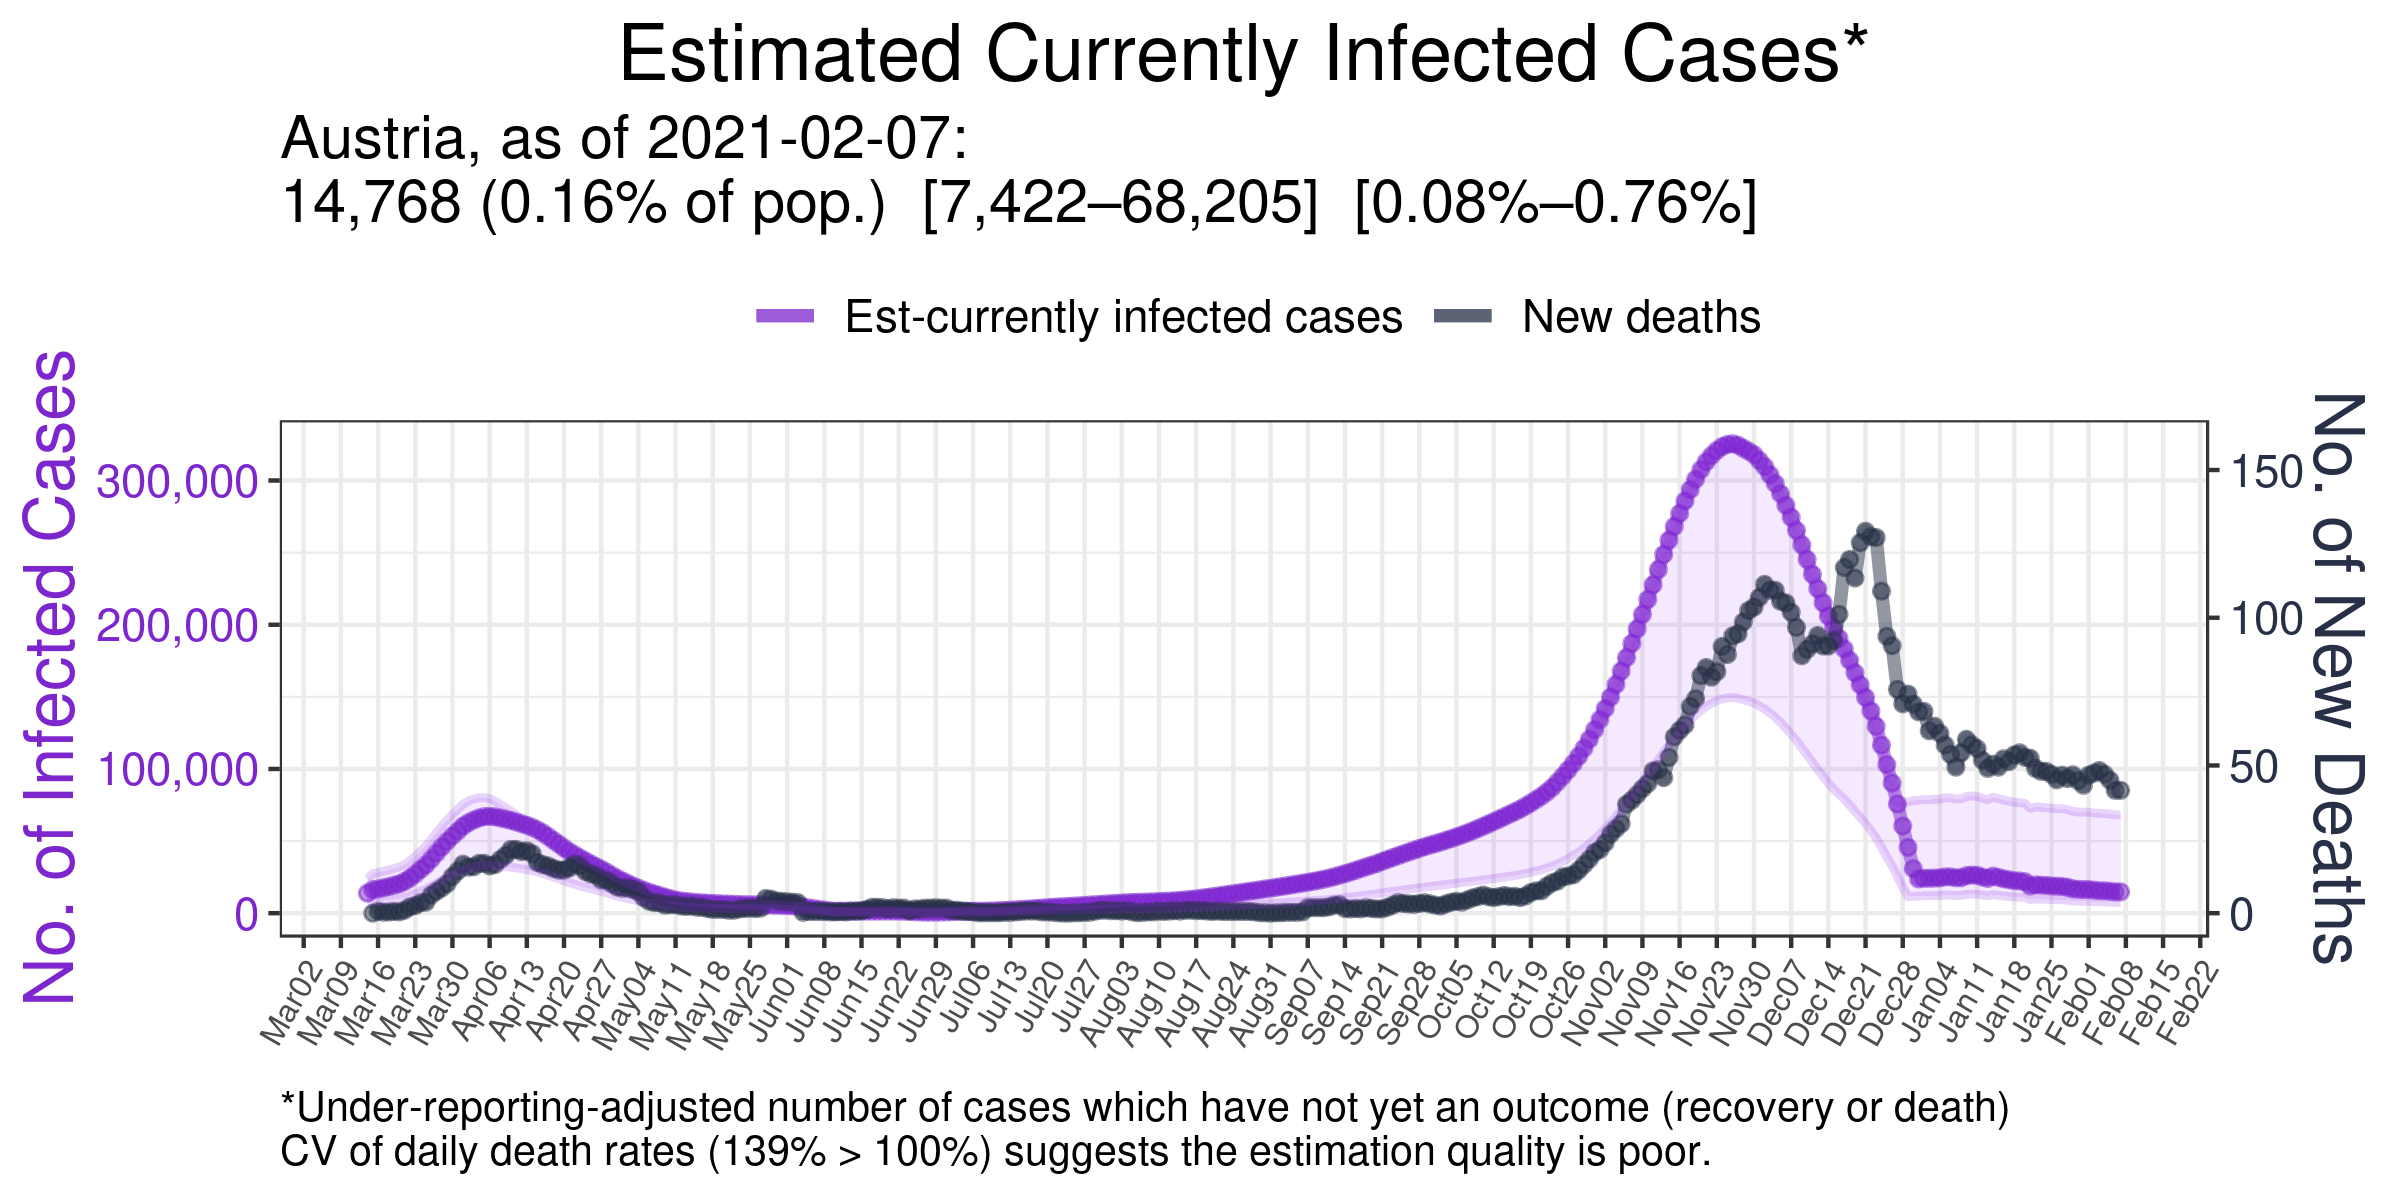 Estimated Currently Infected Cases*
Austria, as of 2021-02-07:
14,768 (0.16% of pop.) [7,422–68,205] [0.08%–0.76%]
Est-currently infected cases
New deaths
No. of Infected Cases
300,000
200,000
100,000
0
150
100
50
0
No. of New Deaths
Mar02
Mar09
Mar16
Mar23
Mar30
Apr06
Apr13
Apr20
Apr27
May04
May11
May18
May25
Jun01
Jun08
Jun15
Jun22
Jun29
Jul06
Jul13
Jul20
Jul27
Aug03
Aug10
Aug17
Aug24
Aug31
Sep07
Sep14
Sep21
Sep28
Oct05
Oct12
Oct19
Oct26
Nov02
Nov09
Nov16
Nov23
Nov30
Dec07
Dec14
Dec21
Dec28
Jan04
Jan11
Jan18
Jan25
Feb01
Feb08
Feb15
Feb22
*Under-reporting-adjusted number of cases which have not yet an outcome (recovery or death)
CV of daily death rates (139% > 100%) suggests the estimation quality is poor.